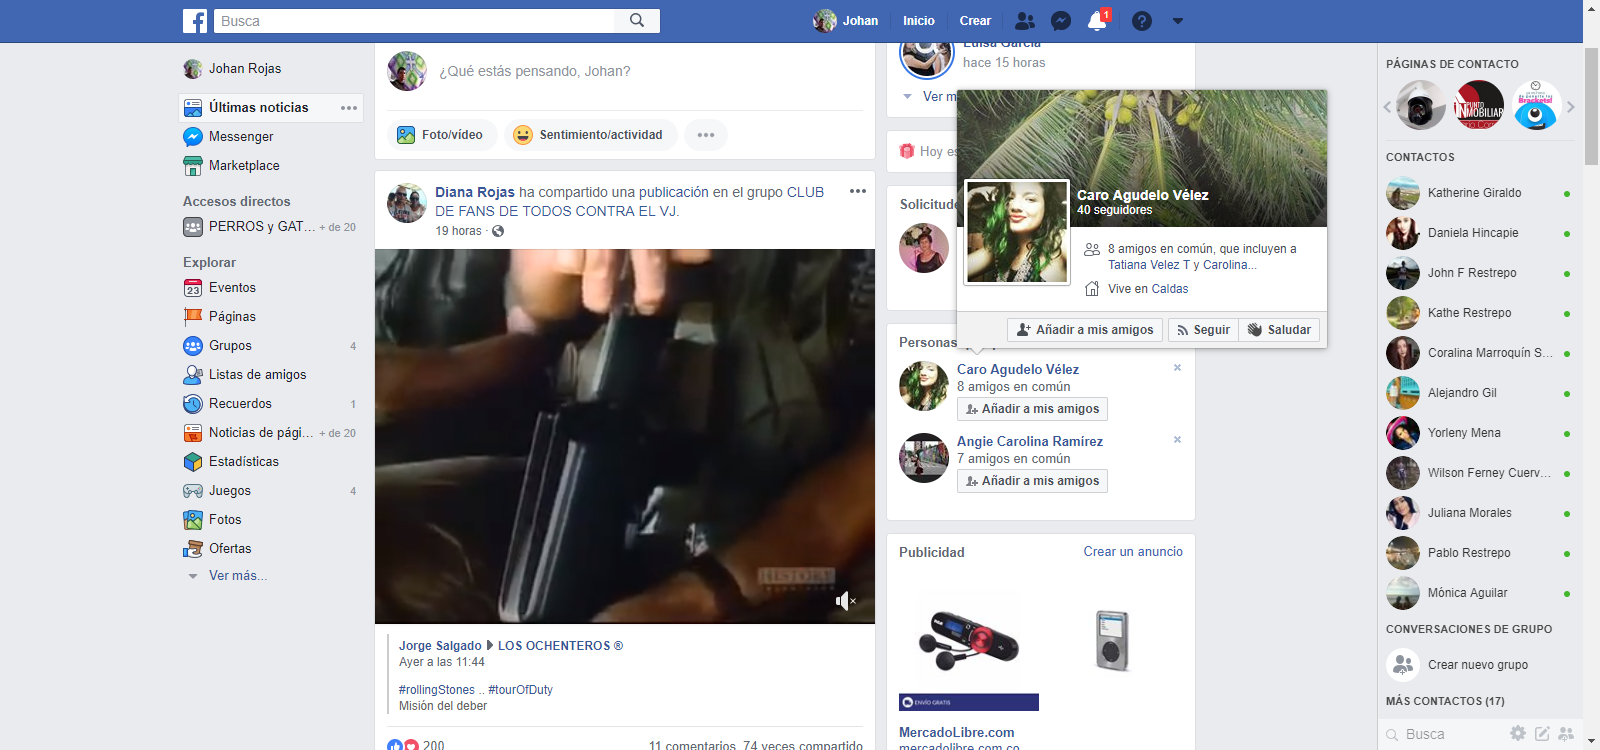 Busca
Johan
Inicio
Crear
1
Johan Rojas
Últimas noticias
Messenger
Marketplace
Accesos directos
PERROS y GAT... + de 20
Explorar
23
Eventos
Páginas
Grupos 4
Listas de amigos
Recuerdos 1
Noticias de pági... + de 20
Estadísticas
Juegos 4
Fotos
Ofertas
Ver más...
¿Qué estás pensando, Johan?
Foto/vídeo
Sentimiento/actividad
Diana Rojas ha compartido una publicación en el grupo CLUB
DE FANS DE TODOS CONTRA EL VJ.
19 horas ·
HISTORY
Jorge Salgado LOS OCHENTEROS ®
Ayer a las 11:44
#rollingStones .. #tourOfDuty
Misión del deber
200
11 comentarios 74 veces compartido
Luisa García
hace 15 horas
Ver m
Hoy es
Solicitude
Caro Agudelo Vélez
40 seguidores
8 amigos en común, que incluyen a
Tatiana Velez T y Carolina...
Vive en Caldas
Añadir a mis amigos
Seguir
Saludar
Personas
Caro Agudelo Vélez
8 amigos en común
Añadir a mis amigos
Angie Carolina Ramírez
7 amigos en común
Añadir a mis amigos
Publicidad
Crear un anuncio
ENVÍO GRATIS
MercadoLibre.com
mercadolibre.com.co
PÁGINAS DE CONTACTO
PUNTO
INMOBILIAR
Brackets!
CONTACTOS
Katherine Giraldo
Daniela Hincapie
John F Restrepo
Kathe Restrepo
Coralina Marroquín S...
Alejandro Gil
Yorleny Mena
Wilson Ferney Cuerv...
Juliana Morales
Pablo Restrepo
Mónica Aguilar
CONVERSACIONES DE GRUPO
Crear nuevo grupo
MÁS CONTACTOS (17)
Busca